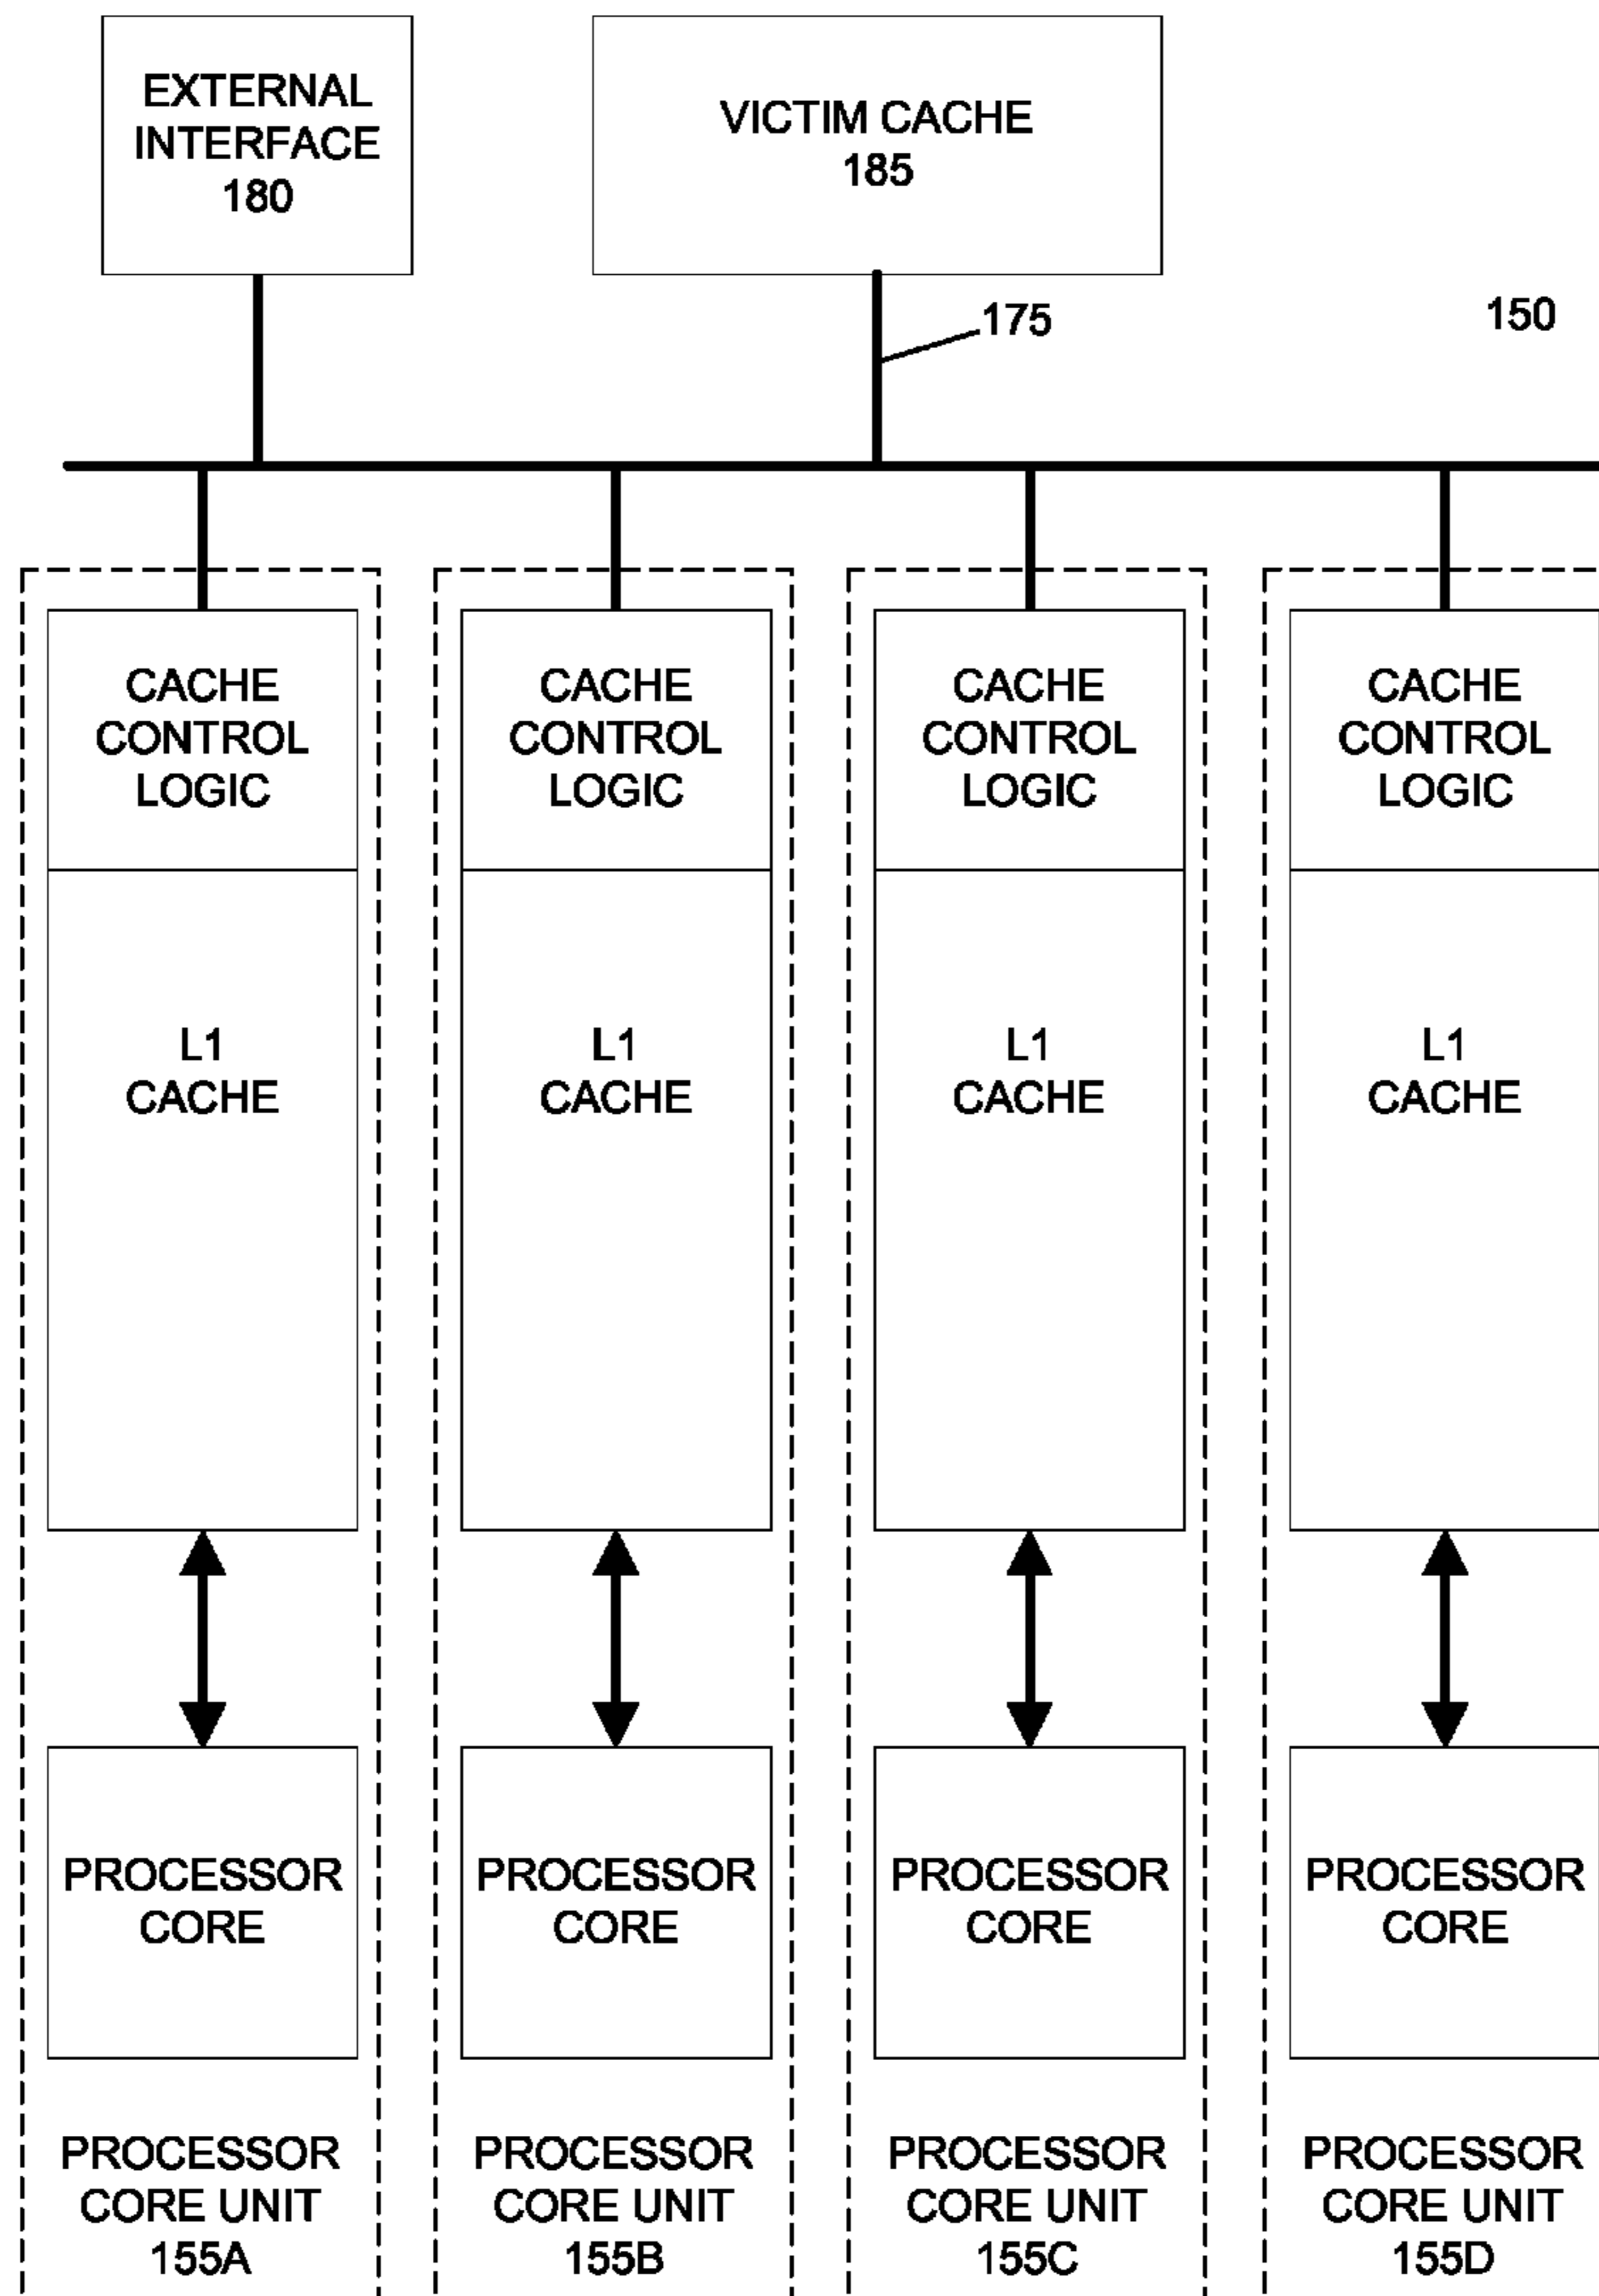 EXTERNAL
INTERFACE
180
VICTIM CACHE
185
175
150
CACHE
CONTROL
LOGIC
L1
CACHE
PROCESSOR
CORE
PROCESSOR
CORE UNIT
155A
CACHE
CONTROL
LOGIC
L1
CACHE
PROCESSOR
CORE
PROCESSOR
CORE UNIT
155B
CACHE
CONTROL
LOGIC
L1
CACHE
PROCESSOR
CORE
PROCESSOR
CORE UNIT
155C
CACHE
CONTROL
LOGIC
L1
CACHE
PROCESSOR
CORE
PROCESSOR
CORE UNIT
155D